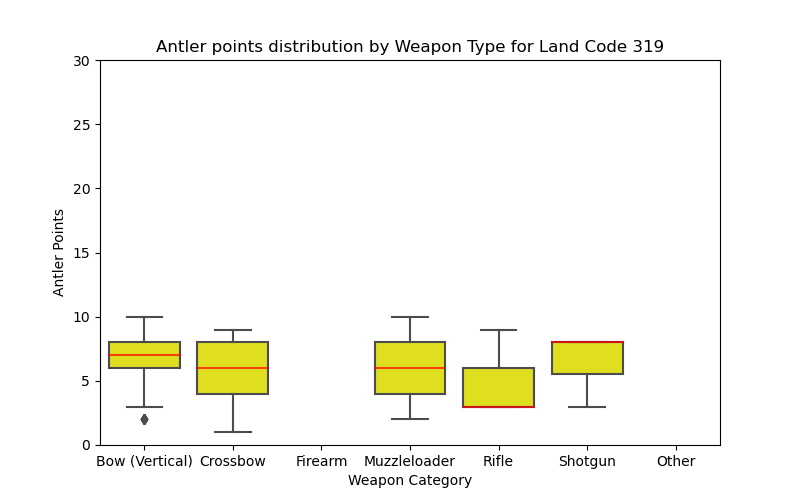 Antler points distribution by Weapon Type for Land Code 319
Antler Points
30
25
20
15
10
5
0
Bow (Vertical) Crossbow Firearm Muzzleloader Rifle Shotgun Other
Weapon Category